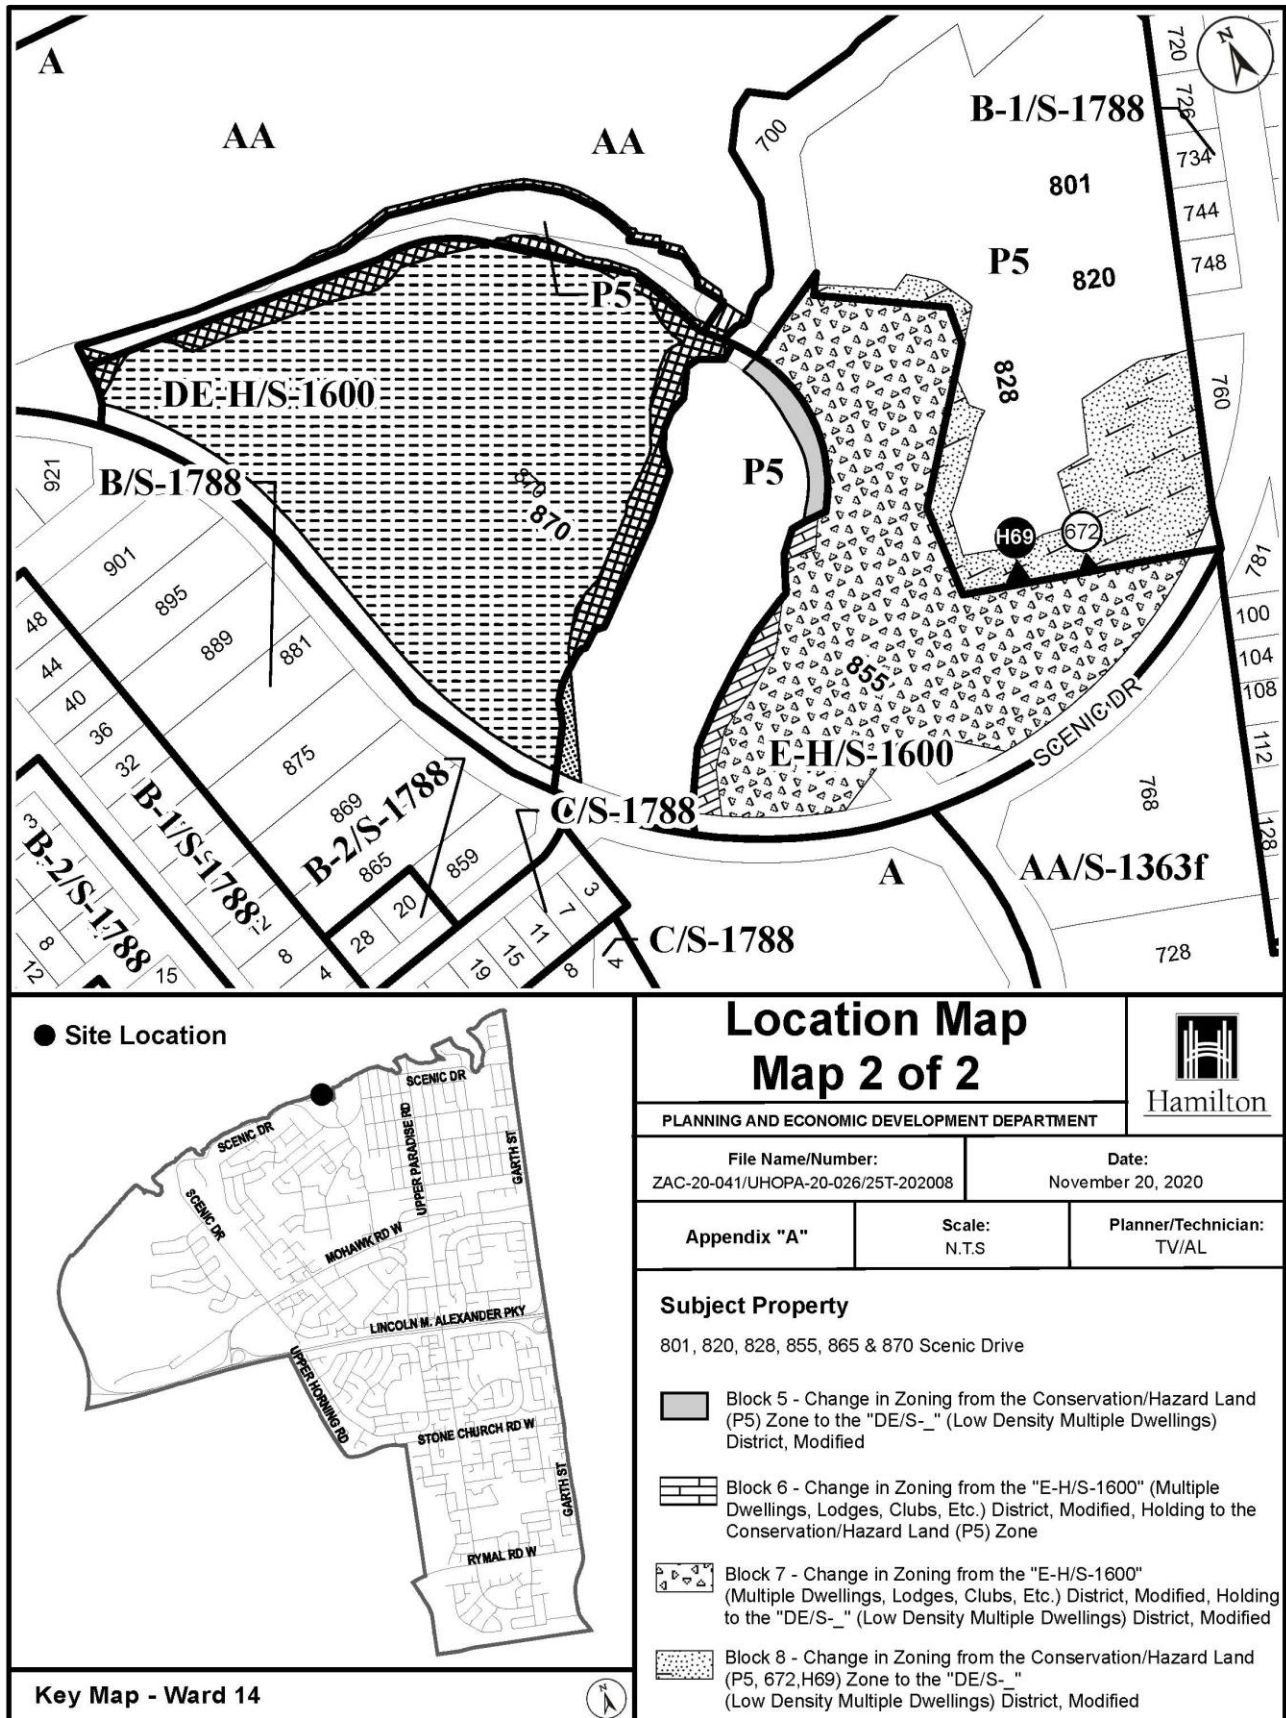 A
AA
AA
700
B-1/S-1788
720
726
734
744
748
N
801
P5
820
P5
828
760
DE-H/S-1600
P5
921
B/S-1788
870
870
H69
672
781
901
895
889
881
855
100
104
108
112
128
48
44
40
36
32
875
869
865
859
E-H/S-1600
SCENIC DR
768
B-2/S-1788
C/S-1788
B-1/S-1788
3
B-2/S-1788
A
AA/S-1363f
20
28
3
7
11
15
19
8
4
C/S-1788
728
8
12
15
8
4
Site Location
SCENIC DR
SCENIC DR
SCENIC DR
UPPER PARADISE RD
GARTH ST
MOHAWK RD W
LINCOLN M. ALEXANDER PKY
UPPER HORNING RD
STONE CHURCH RD W
GARTH ST
RYMAL RD W
Key Map - Ward 14
N
Location Map
Map 2 of 2
Hamilton
PLANNING AND ECONOMIC DEVELOPMENT DEPARTMENT
File Name/Number:
ZAC-20-041/UHOPA-20-026/25T-202008
Date:
November 20, 2020
Appendix "A"
Scale:
N.T.S
Planner/Technician:
TV/AL
Subject Property
801, 820, 828, 855, 865 & 870 Scenic Drive
Block 5 - Change in Zoning from the Conservation/Hazard Land
(P5) Zone to the "DE/S-_" (Low Density Multiple Dwellings)
District, Modified
Block 6 - Change in Zoning from the "E-H/S-1600" (Multiple
Dwellings, Lodges, Clubs, Etc.) District, Modified, Holding to the
Conservation/Hazard Land (P5) Zone
Block 7 - Change in Zoning from the "E-H/S-1600"
(Multiple Dwellings, Lodges, Clubs, Etc.) District, Modified, Holding
to the "DE/S-_" (Low Density Multiple Dwellings) District, Modified
Block 8 - Change in Zoning from the Conservation/Hazard Land
(P5, 672,H69) Zone to the "DE/S-_"
(Low Density Multiple Dwellings) District, Modified